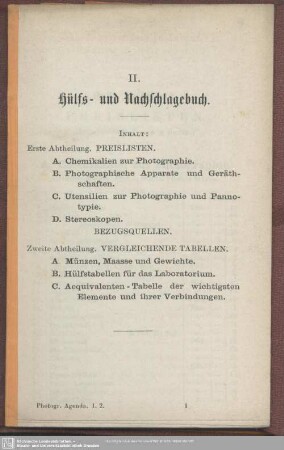 II.
Hülfs- und Nachschlagebuch.
INHALT:
Erste Abtheilung. PREISLISTEN.
A. Chemikalien zur Photographie.
B. Photographische Apparate und Geräth-
schaften.
C. Utensilien zur Photographie und Panno-
typie.
D. Stereoskopen.
BEZUGSQUELLEN.
Zweite Abtheilung. VERGLEICHENDE TABELLEN.
A. Münzen, Maasse und Gewichte.
B. Hülfstabellen für das Laboratorium.
C. Aequivalenten-Tabelle der wichtigsten
Elemente und ihrer Verbindungen.
Photogr. Agenda. 1. 2. 1